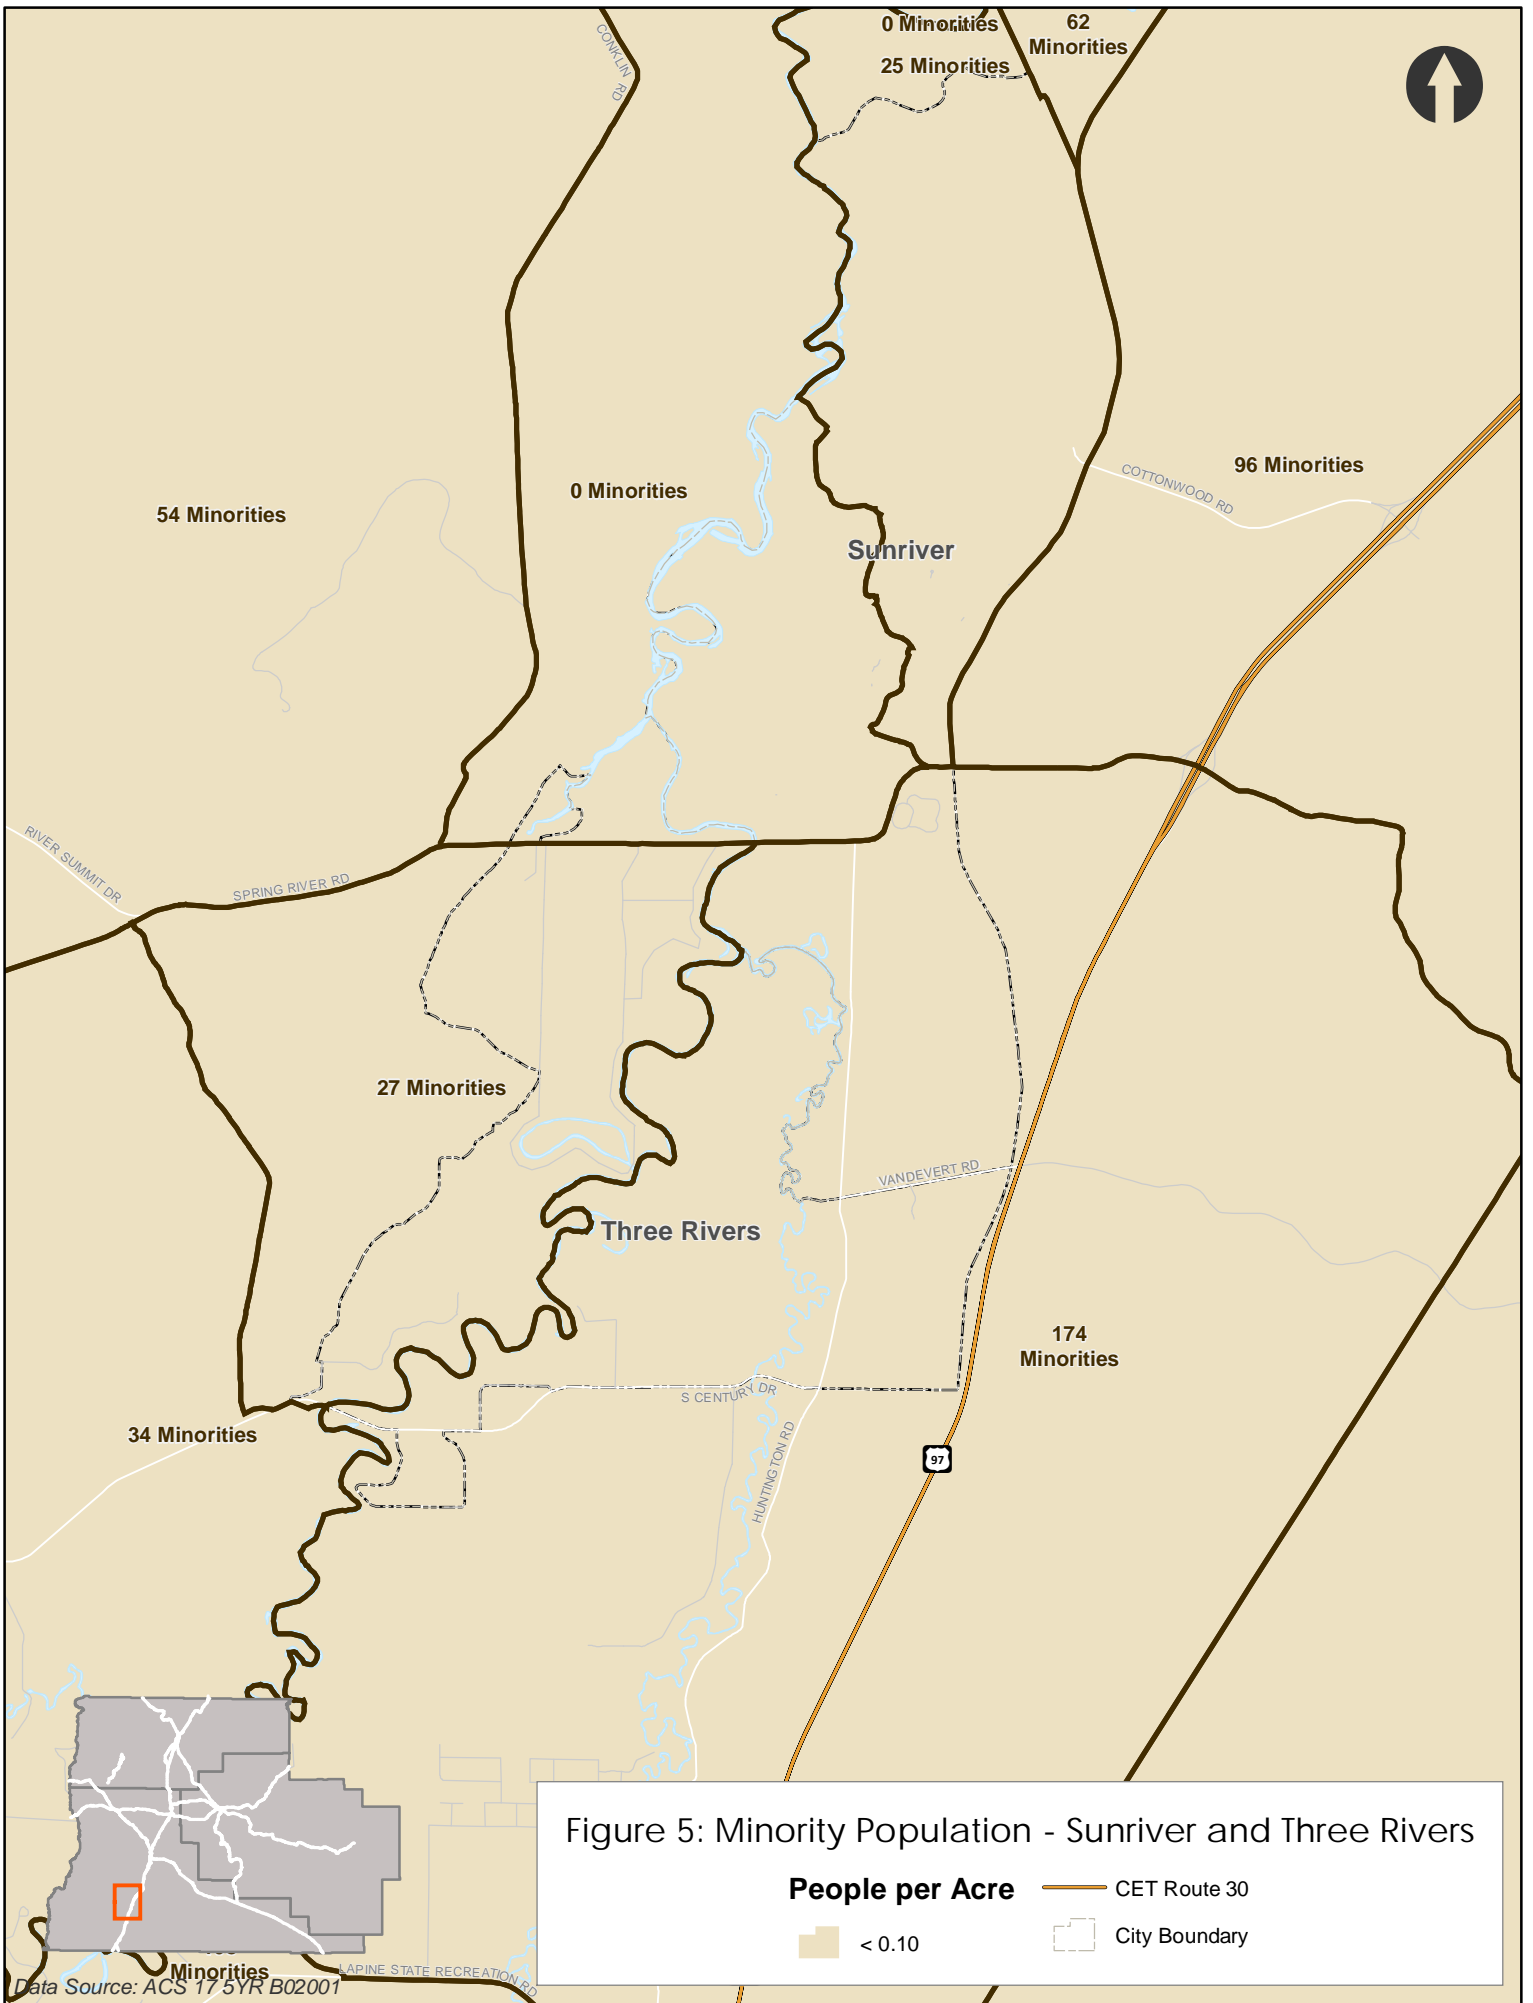 0 Minorities
62
Minorities
25 Minorities
CONKLIN RD
96 Minorities
COTTONWOOD RD
0 Minorities
54 Minorities
Sunriver
RIVER SUMMIT DR
SPRING RIVER RD
27 Minorities
VANDEVERT RD
Three Rivers
174
Minorities
S CENTURY DR
34 Minorities
HUNTINGTON RD
97
Figure 5: Minority Population - Sunriver and Three Rivers
People per Acre
CET Route 30
< 0.10
City Boundary
Minorities
LAPINE STATE RECREATION RD
Data Source: ACS 17 5YR B02001